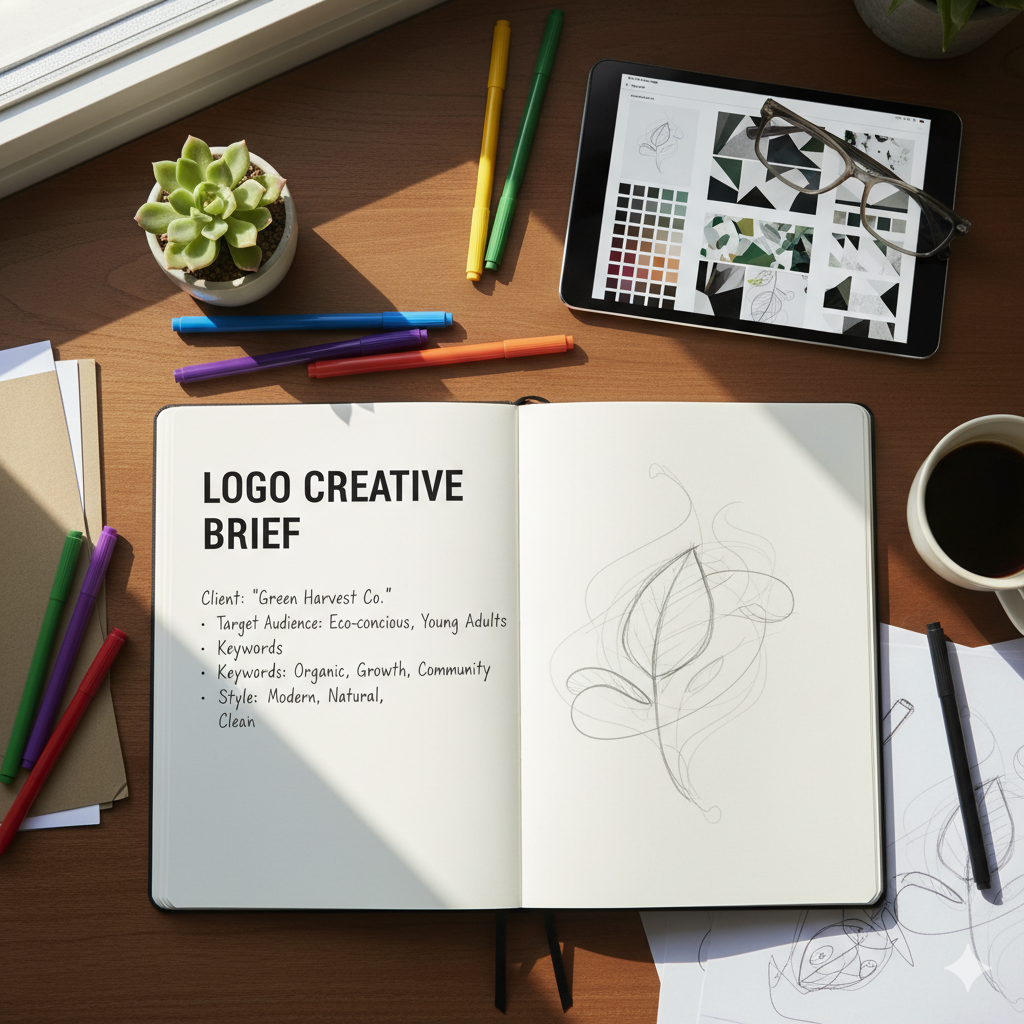 LOGO CREATIVE
BRIEF
Client: "Green Harvest Co."
• Target Audience: Eco-concious, Young Adults
• Keywords
• Keywords: Organic, Growth, Community
• Style: Modern, Natural,
Clean